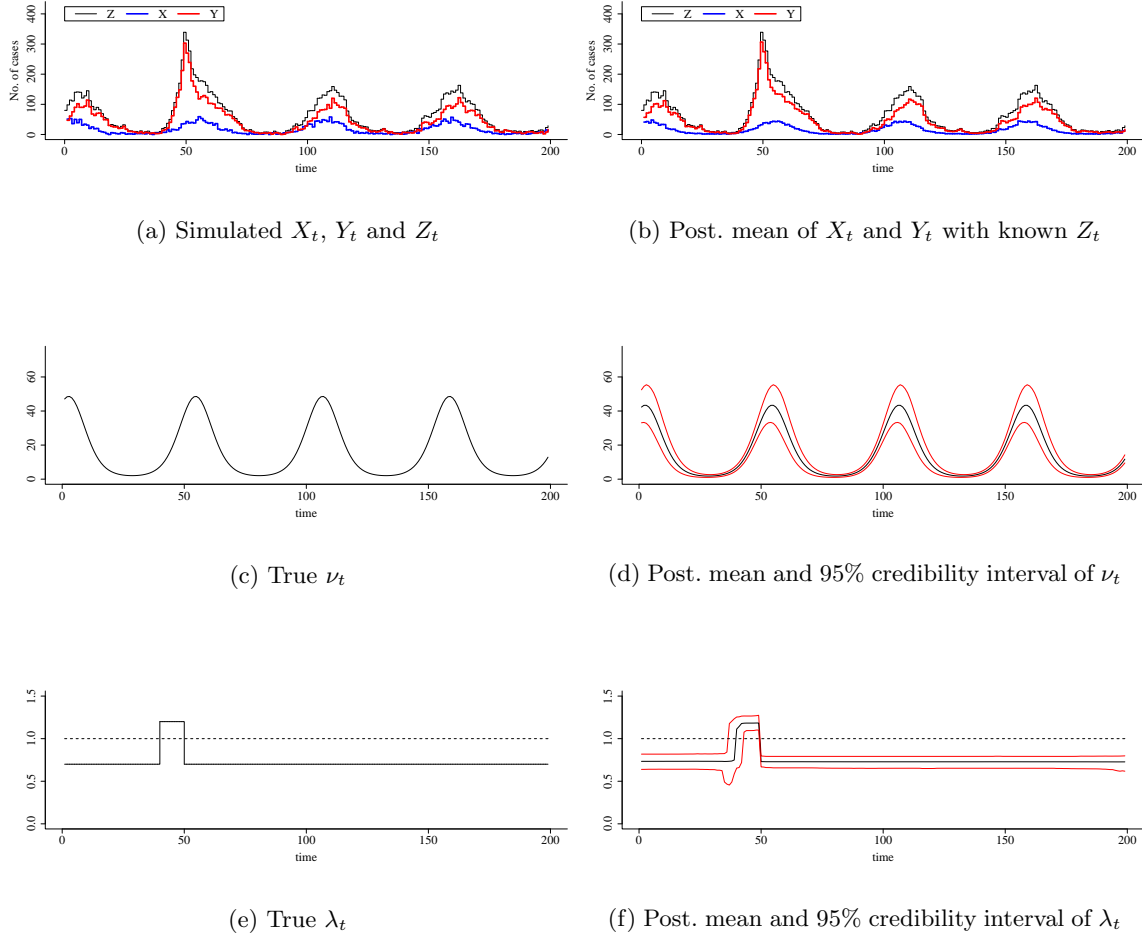 Z X Y
No. of cases
0 100 200 300 400
0 50 100 150 200
time
(a) Simulated X_t, Y_t and Z_t
Z X Y
No. of cases
0 100 200 300 400
0 50 100 150 200
time
(b) Post. mean of X_t and Y_t with known Z_t
0 20 40 60
0 50 100 150 200
time
(c) True ν_t
0 20 40 60
0 50 100 150 200
time
(d) Post. mean and 95% credibility interval of ν_t
0.0 0.5 1.0 1.5
0 50 100 150 200
time
(e) True λ_t
0.0 0.5 1.0 1.5
0 50 100 150 200
time
(f) Post. mean and 95% credibility interval of λ_t